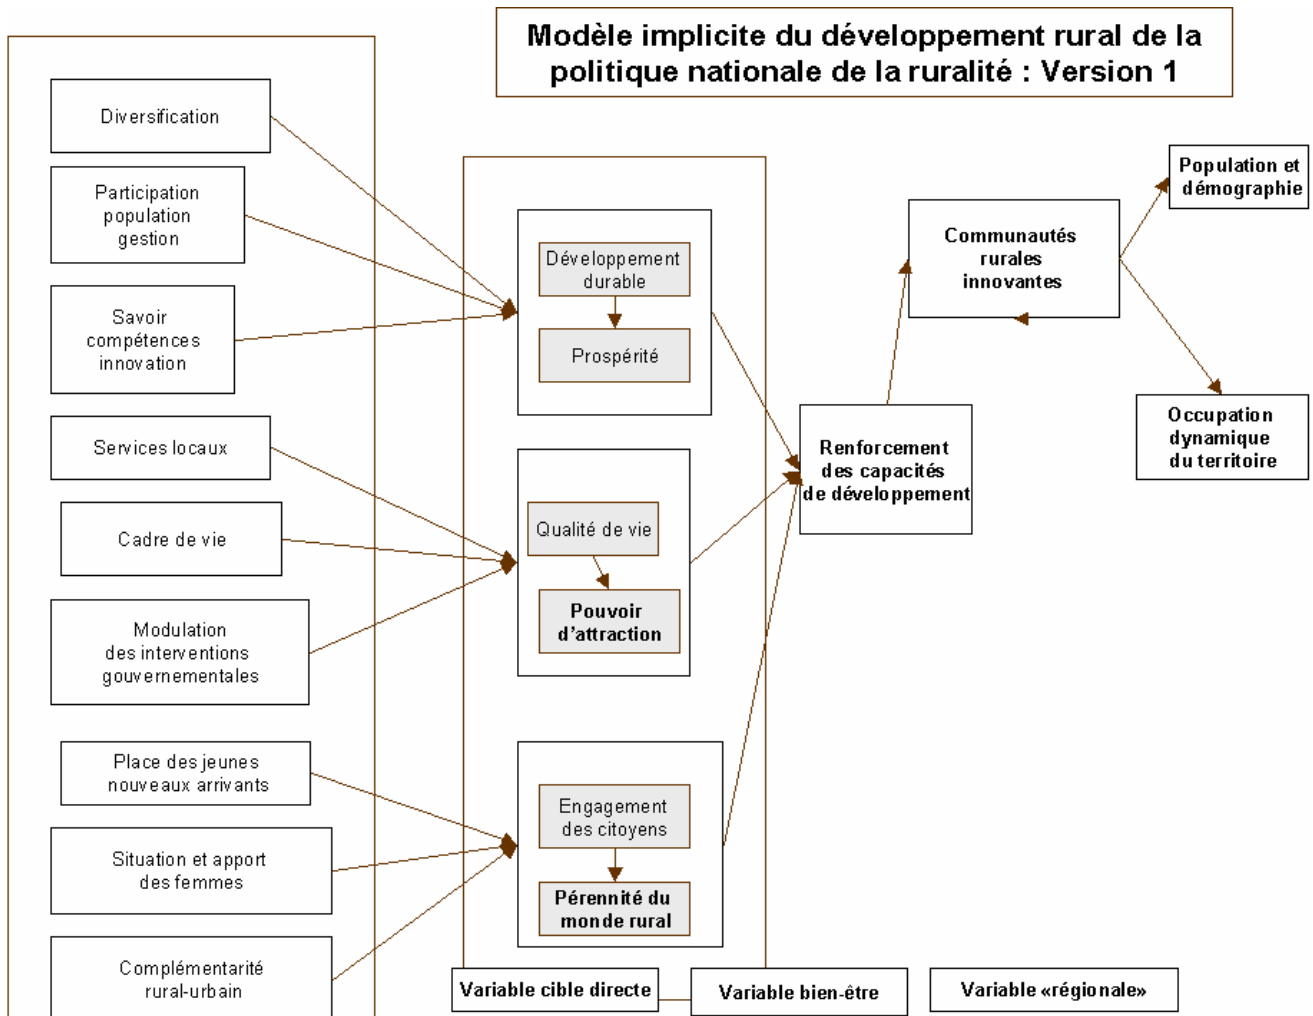 Modèle implicite du développement rural de la
politique nationale de la ruralité : Version 1
Diversification
Participation
population
gestion
Savoir
compétences
innovation
Services locaux
Cadre de vie
Modulation
des interventions
gouvernementales
Place des jeunes
nouveaux arrivants
Situation et apport
des femmes
Complémentarité
rural-urbain
Développement
durable
Prospérité
Qualité de vie
Pouvoir
d'attraction
Engagement
des citoyens
Pérennité du
monde rural
Renforcement
des capacités
de développement
Communautés
rurales
innovantes
Population et
démographie
Occupation
dynamique
du territoire
Variable cible directe
Variable bien-être
Variable «régionale»